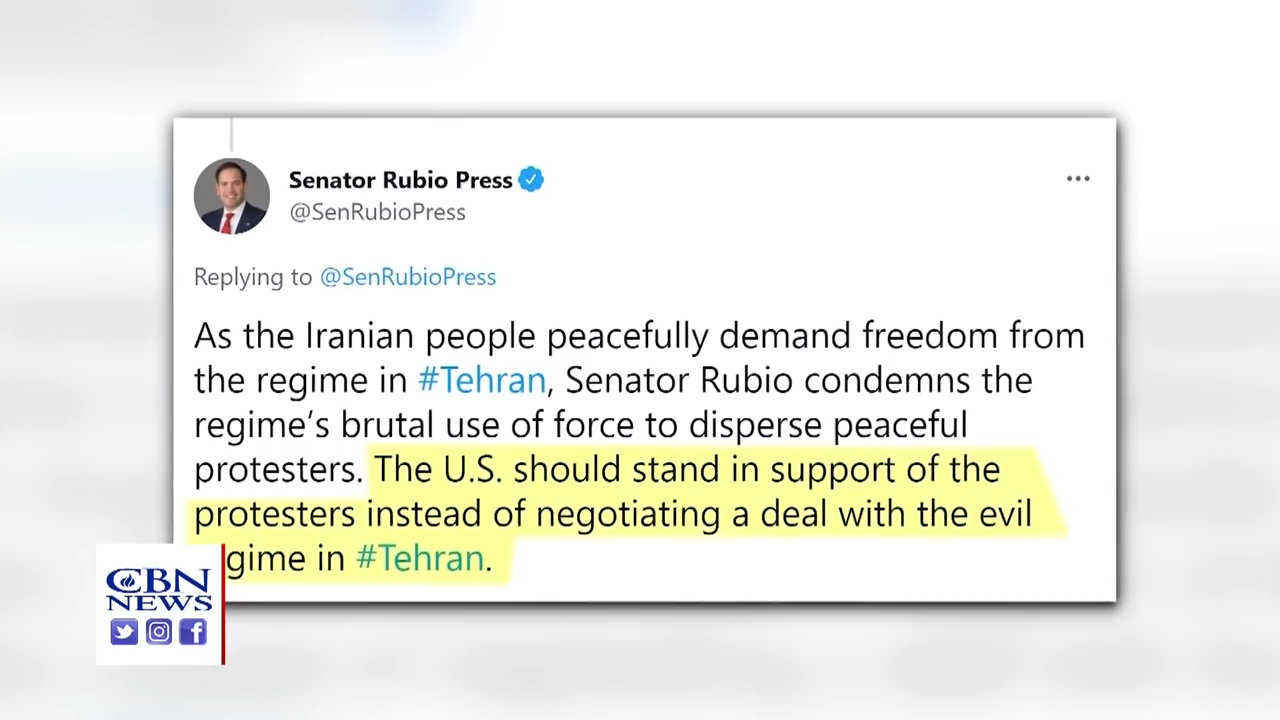 Senator Rubio Press
@SenRubioPress
Replying to @SenRubioPress
As the Iranian people peacefully demand freedom from
the regime in #Tehran, Senator Rubio condemns the
regime’s brutal use of force to disperse peaceful
protesters. The U.S. should stand in support of the
protesters instead of negotiating a deal with the evil
gime in #Tehran.
CBN
NEWS